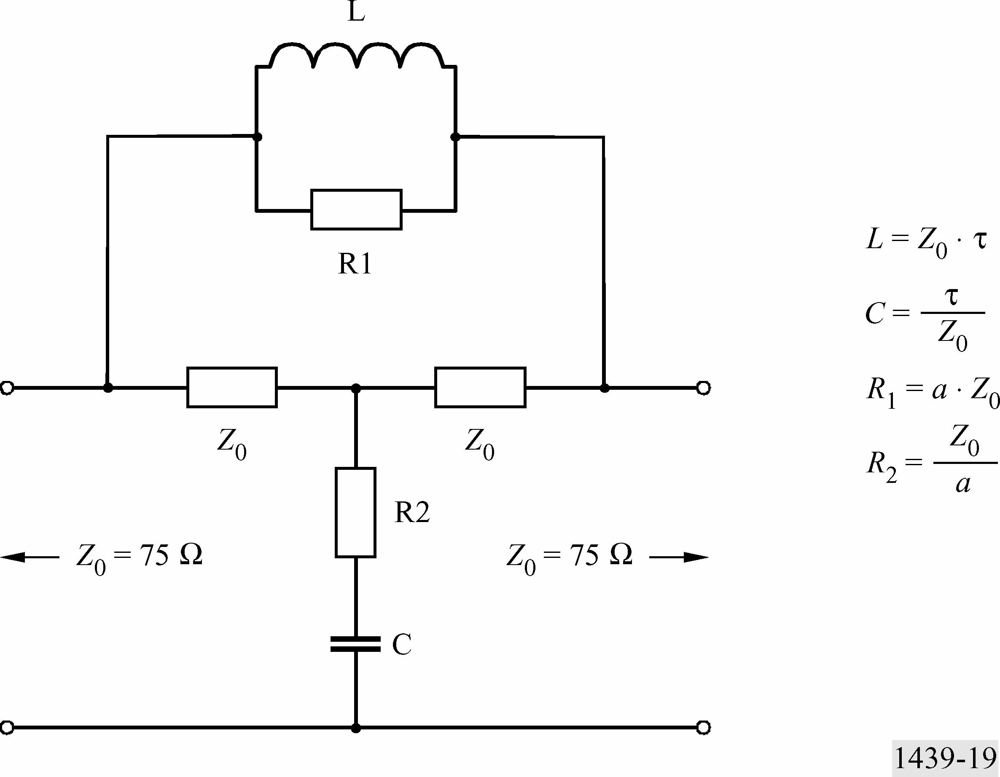 L
R1
L = Z₀ · τ
C = τ / Z₀
R₁ = a · Z₀
R₂ = Z₀ / a
Z₀ Z₀
R2
Z₀ = 75 Ω Z₀ = 75 Ω
C
1439-19